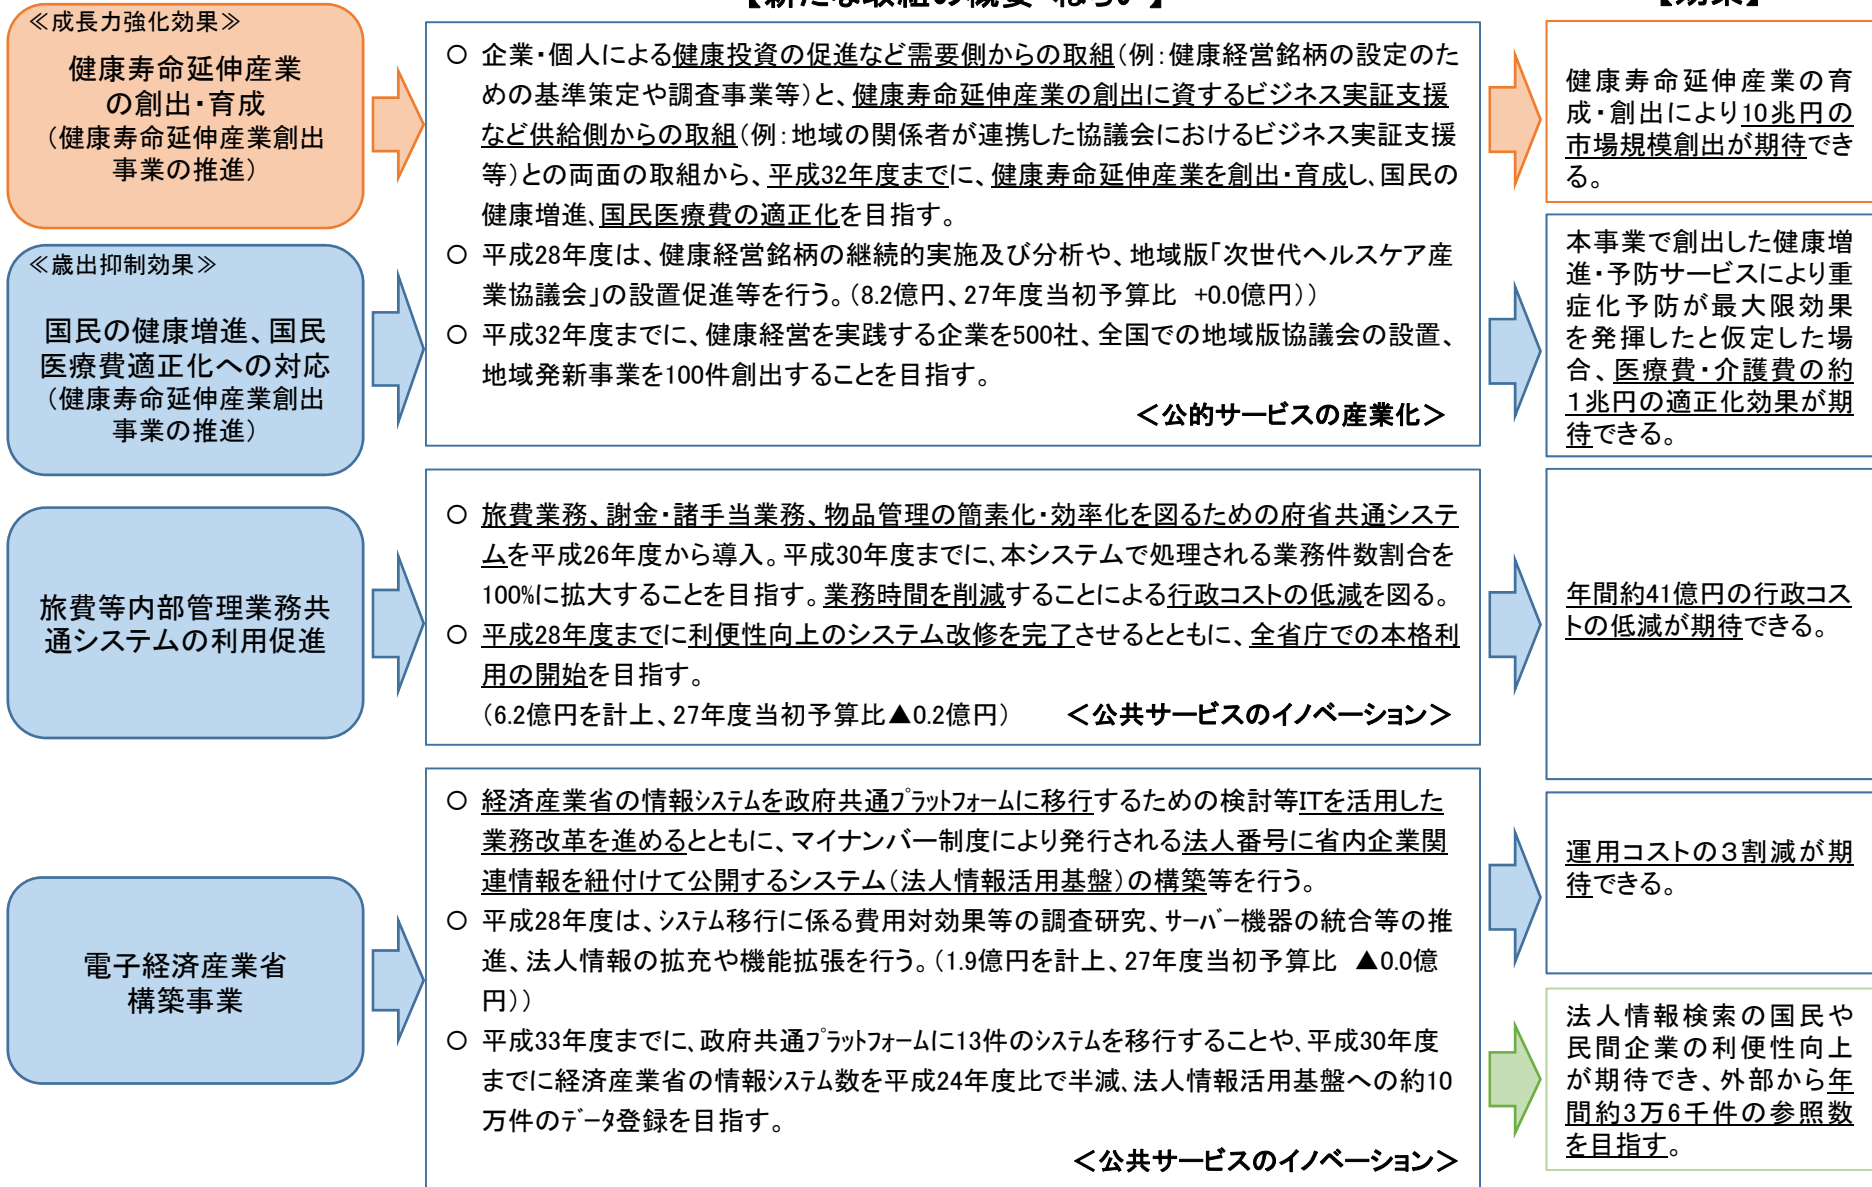 【新たな取組の概要・ねらい】
【効果】
≪成長力強化効果≫
健康寿命延伸産業
の創出・育成
（健康寿命延伸産業創出
事業の推進）
○ 企業・個人による健康投資の促進など需要側からの取組（例：健康経営銘柄の設定のた
めの基準策定や調査事業等）と、健康寿命延伸産業の創出に資するビジネス実証支援
など供給側からの取組（例：地域の関係者が連携した協議会におけるビジネス実証支援
等）との両面の取組から、平成32年度までに、健康寿命延伸産業を創出・育成し、国民の
健康増進、国民医療費の適正化を目指す。
○ 平成28年度は、健康経営銘柄の継続的実施及び分析や、地域版「次世代ヘルスケア産
業協議会」の設置促進等を行う。（8.2億円、27年度当初予算比　+0.0億円））
○ 平成32年度までに、健康経営を実践する企業を500社、全国での地域版協議会の設置、
地域発新事業を100件創出することを目指す。
＜公的サービスの産業化＞
健康寿命延伸産業の育
成・創出により10兆円の
市場規模創出が期待でき
る。
≪歳出抑制効果≫
国民の健康増進、国民
医療費適正化への対応
（健康寿命延伸産業創出
事業の推進）
本事業で創出した健康増
進・予防サービスにより重
症化予防が最大限効果
を発揮したと仮定した場
合、医療費・介護費の約
１兆円の適正化効果が期
待できる。
旅費等内部管理業務共
通システムの利用促進
○ 旅費業務、謝金・諸手当業務、物品管理の簡素化・効率化を図るための府省共通システ
ムを平成26年度から導入。平成30年度までに、本システムで処理される業務件数割合を
100%に拡大することを目指す。業務時間を削減することによる行政コストの低減を図る。
○ 平成28年度までに利便性向上のシステム改修を完了させるとともに、全省庁での本格利
用の開始を目指す。
（6.2億円を計上、27年度当初予算比▲0.2億円）　＜公共サービスのイノベーション＞
年間約41億円の行政コス
トの低減が期待できる。
電子経済産業省
構築事業
○ 経済産業省の情報システムを政府共通プラットフォームに移行するための検討等ITを活用した
業務改革を進めるとともに、マイナンバー制度により発行される法人番号に省内企業関
連情報を紐付けて公開するシステム（法人情報活用基盤）の構築等を行う。
○ 平成28年度は、システム移行に係る費用対効果等の調査研究、サーバー機器の統合等の推
進、法人情報の拡充や機能拡張を行う。（1.9億円を計上、27年度当初予算比　▲0.0億
円））
○ 平成33年度までに、政府共通プラットフォームに13件のシステムを移行することや、平成30年度
までに経済産業省の情報システム数を平成24年度比で半減、法人情報活用基盤への約10
万件のデータ登録を目指す。
＜公共サービスのイノベーション＞
運用コストの３割減が期
待できる。
法人情報検索の国民や
民間企業の利便性向上
が期待でき、外部から年
間約3万6千件の参照数
を目指す。